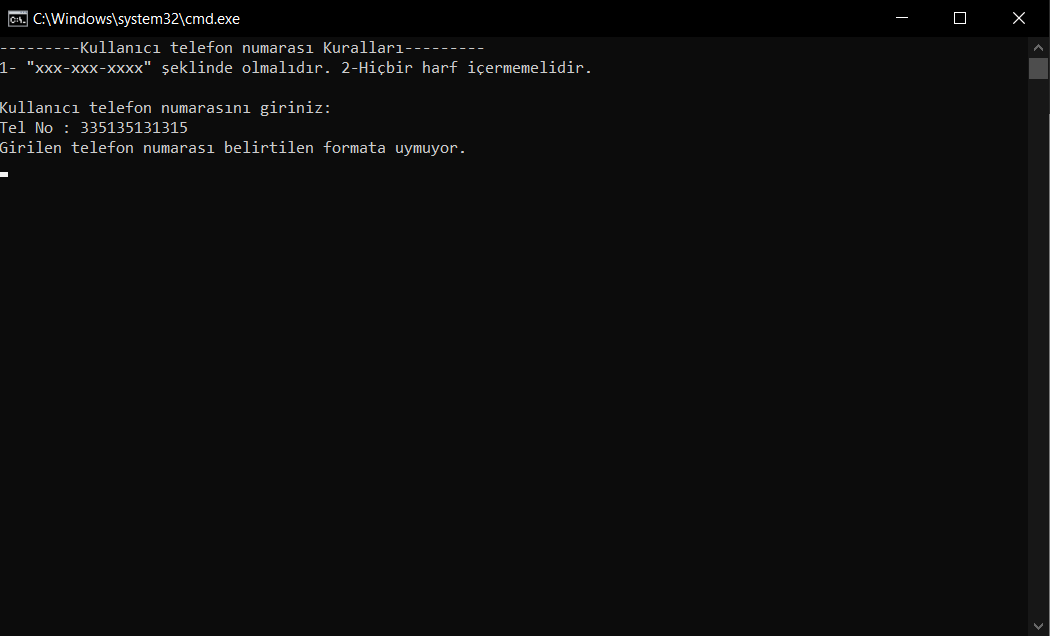 C:\Windows\system32\cmd.exe
---------Kullanıcı telefon numarası Kuralları---------
1- "xxx-xxx-xxxx" şeklinde olmalıdır. 2-Hiçbir harf içermemelidir.
Kullanıcı telefon numarasını giriniz:
Tel No : 335135131315
Girilen telefon numarası belirtilen formata uymuyor.